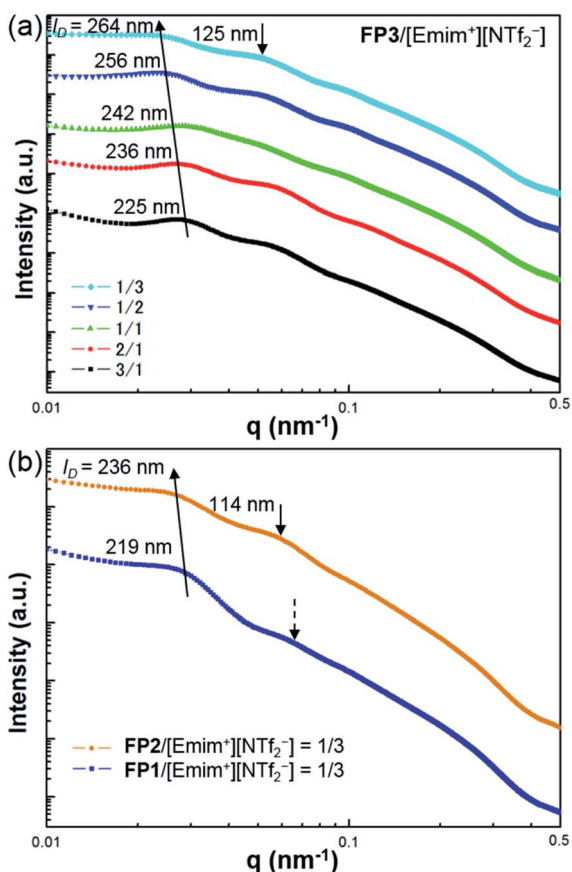 (a)
I_D = 264 nm
125 nm
FP3/[Emim⁺][NTf₂⁻]
256 nm
242 nm
236 nm
225 nm
Intensity (a.u.)
1/3
1/2
1/1
2/1
3/1
0.01
0.1
0.5
q (nm⁻¹)
(b)
I_D = 236 nm
114 nm
219 nm
Intensity (a.u.)
FP2/[Emim⁺][NTf₂⁻] = 1/3
FP1/[Emim⁺][NTf₂⁻] = 1/3
0.01
0.1
0.5
q (nm⁻¹)